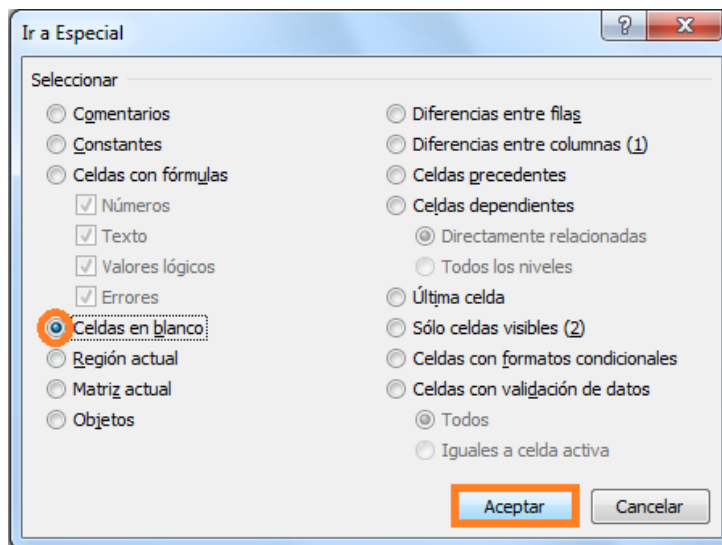 Ir a Especial
Seleccionar
Comentarios
Constantes
Celdas con fórmulas
Números
Texto
Valores lógicos
Errores
Celdas en blanco
Región actual
Matriz actual
Objetos
Diferencias entre filas
Diferencias entre columnas (1)
Celdas precedentes
Celdas dependientes
Directamente relacionadas
Todos los niveles
Última celda
Sólo celdas visibles (2)
Celdas con formatos condicionales
Celdas con validación de datos
Todos
Iguales a celda activa
Aceptar
Cancelar